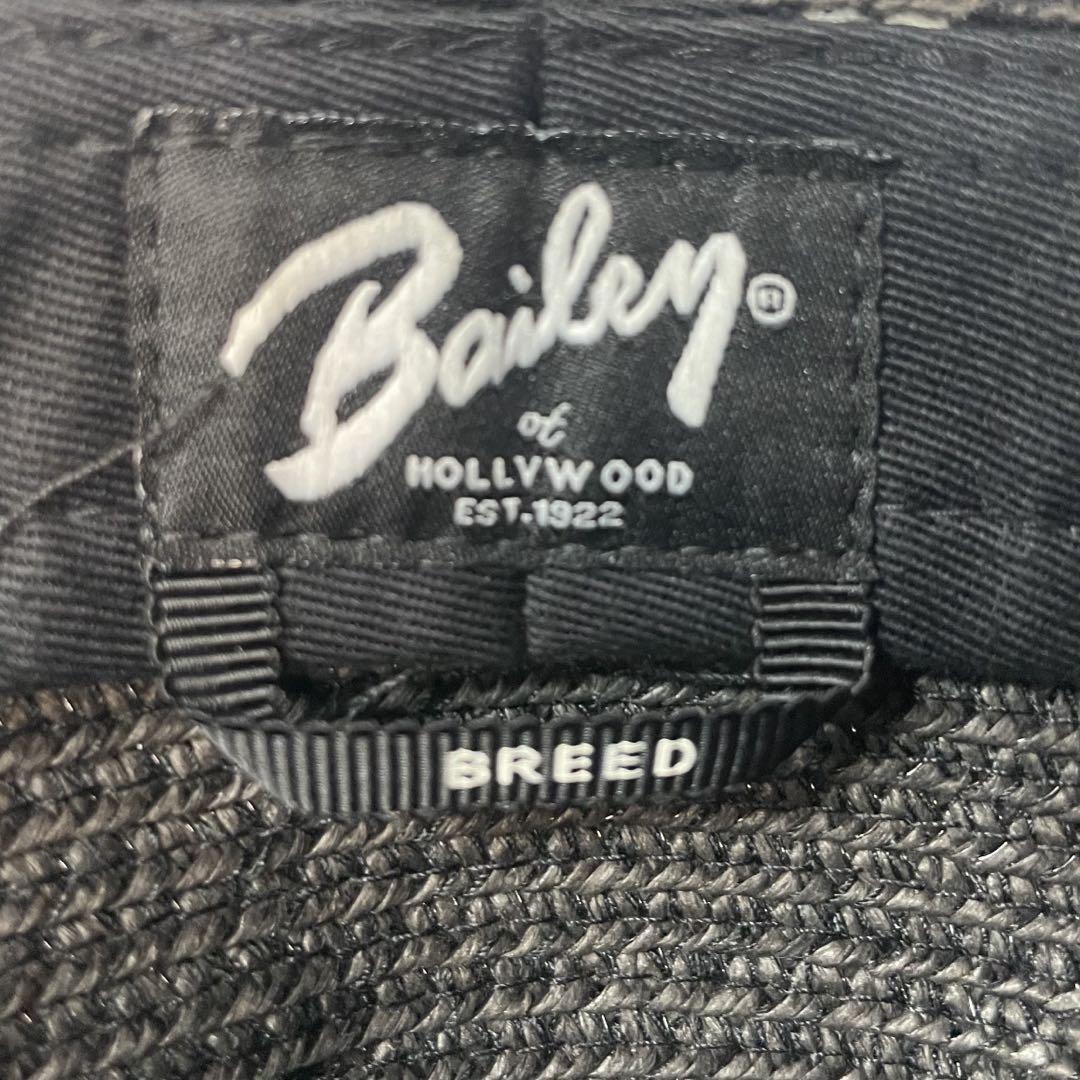 Bailey®
of
HOLLYWOOD
EST.1922
BREED